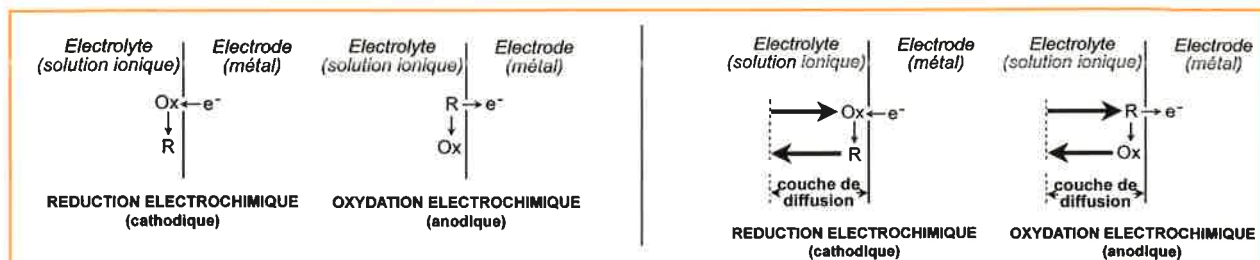 Electrolyte
(solution ionique)
Electrode
(métal)
Ox
e⁻
R
REDUCTION ELECTROCHIMIQUE
(cathodique)
Electrolyte
(solution ionique)
Electrode
(métal)
R
e⁻
Ox
OXYDATION ELECTROCHIMIQUE
(anodique)
Electrolyte
(solution ionique)
Electrode
(métal)
Ox
e⁻
R
couche de
diffusion
REDUCTION ELECTROCHIMIQUE
(cathodique)
Electrolyte
(solution ionique)
Electrode
(métal)
R
e⁻
Ox
couche de
diffusion
OXYDATION ELECTROCHIMIQUE
(anodique)